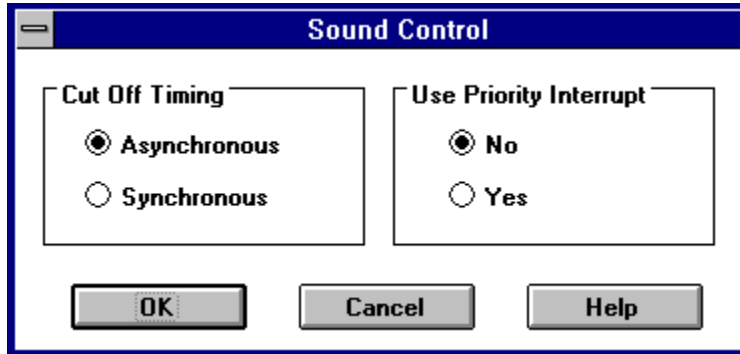 Sound Control
Cut Off Timing
Asynchronous
Synchronous
Use Priority Interrupt
No
Yes
OK
Cancel
Help